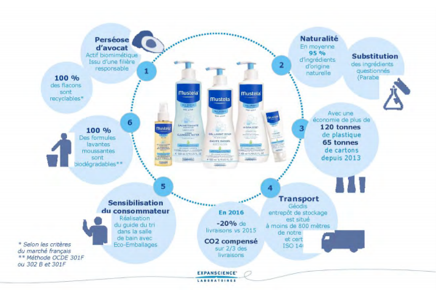 Perséose
d'avocat
Actif biomimétique
Issu d'une filière
responsable
1
Naturalité
En moyenne
95 %
d'ingrédients
d'origine
naturelle
2
Substitution
des ingrédients
questionnés
(Parabe
Avec une
économie de plus de
120 tonnes
de plastique
65 tonnes
de cartons
depuis 2013
3
Transport
Géodis
entrepôt de stockage
est situé
à moins de 800 mètres
de notre
et cert
ISO 14
4
En 2016
-20% de
livraisons vs 2015
CO2 compensé
sur 2/3 des
livraisons
5
Sensibilisation
du consommateur
Réalisation
du guide du tri
dans la salle
de bain avec
Eco-Emballages
6
100 %
Des formules
lavantes
moussantes sont
biodégradables**
100 %
des flacons
sont
recyclables*
Mustela
Mustela
Mustela
Mustela
* Selon les critères
du marché français
** Méthode OCDE 301F
ou 302 B et 301F
EXPANSCIENCE
LABORATOIRES